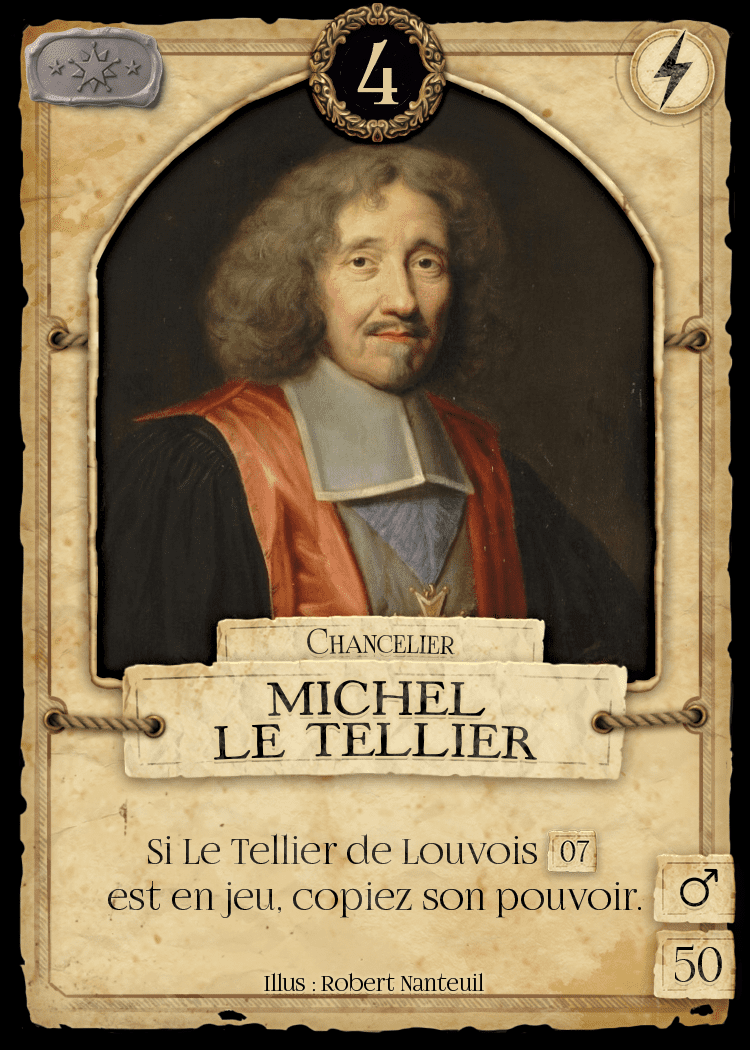 4
Chancelier
MICHEL
LE TELLIER
Si Le Tellier de Louvois 07
est en jeu, copiez son pouvoir.
♂
50
Illus : Robert Nanteuil